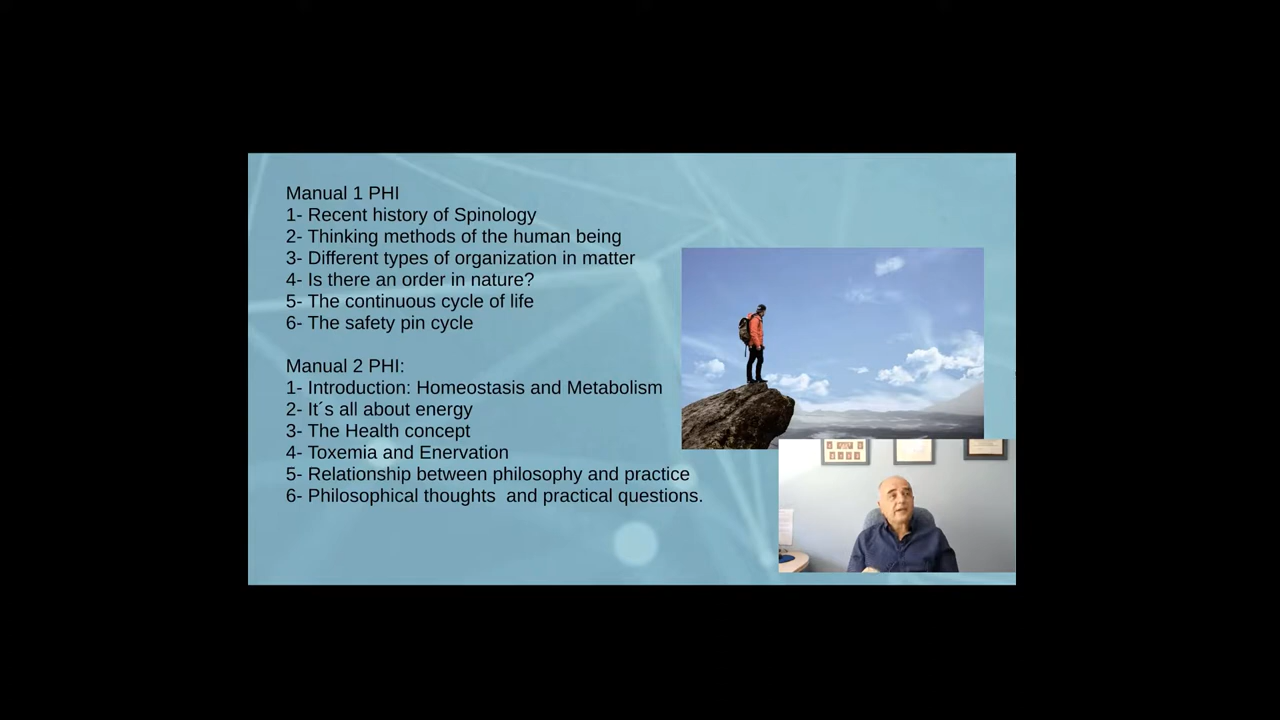 Manual 1 PHI
1- Recent history of Spinology
2- Thinking methods of the human being
3- Different types of organization in matter
4- Is there an order in nature?
5- The continuous cycle of life
6- The safety pin cycle
Manual 2 PHI:
1- Introduction: Homeostasis and Metabolism
2- It´s all about energy
3- The Health concept
4- Toxemia and Enervation
5- Relationship between philosophy and practice
6- Philosophical thoughts  and practical questions.